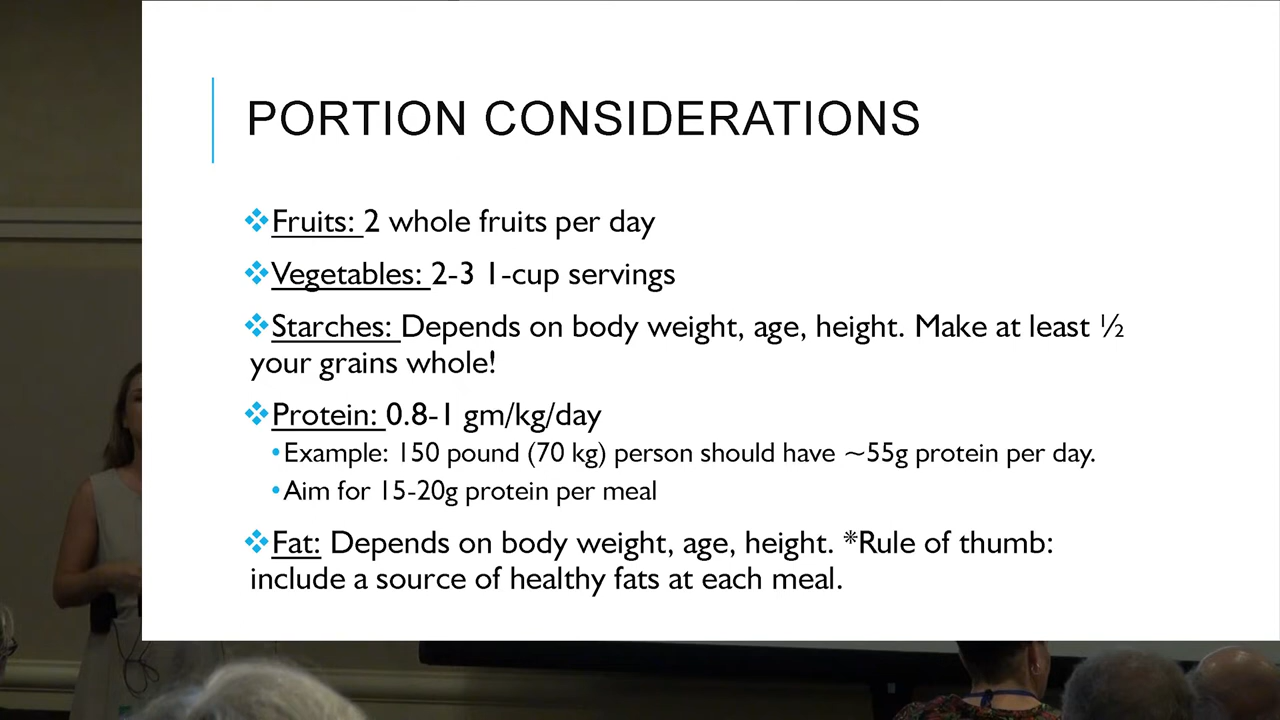 PORTION CONSIDERATIONS
❖Fruits: 2 whole fruits per day
❖Vegetables: 2-3 1-cup servings
❖Starches: Depends on body weight, age, height. Make at least ½
your grains whole!
❖Protein: 0.8-1 gm/kg/day
•Example: 150 pound (70 kg) person should have ~55g protein per day.
•Aim for 15-20g protein per meal
❖Fat: Depends on body weight, age, height. *Rule of thumb:
include a source of healthy fats at each meal.